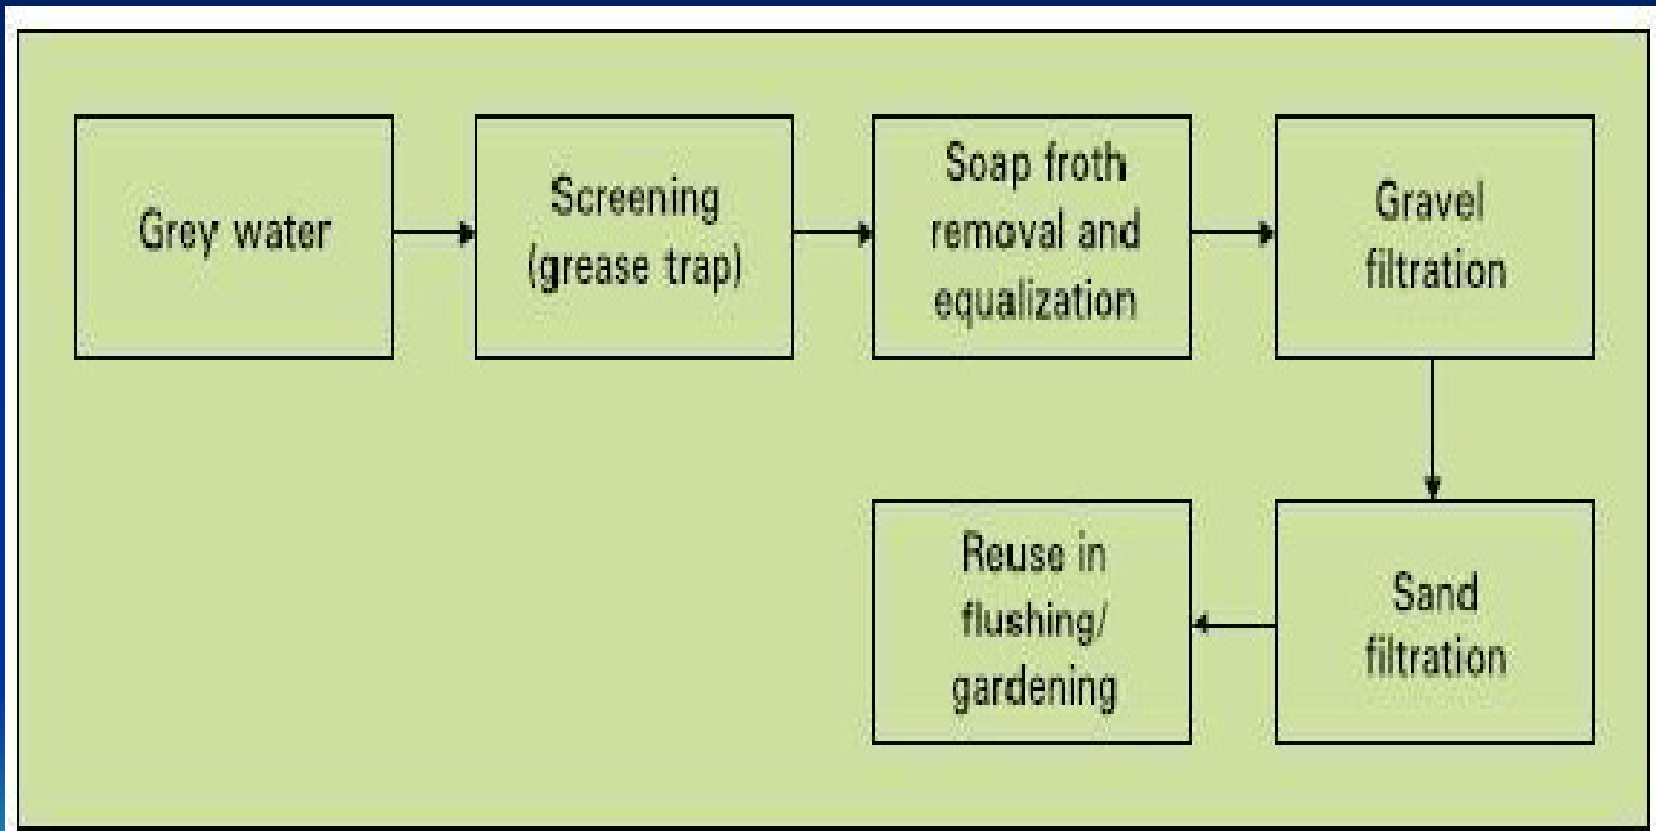 Grey water
Screening
(grease trap)
Soap froth
removal and
equalization
Gravel
filtration
Sand
filtration
Reuse in
flushing/
gardening